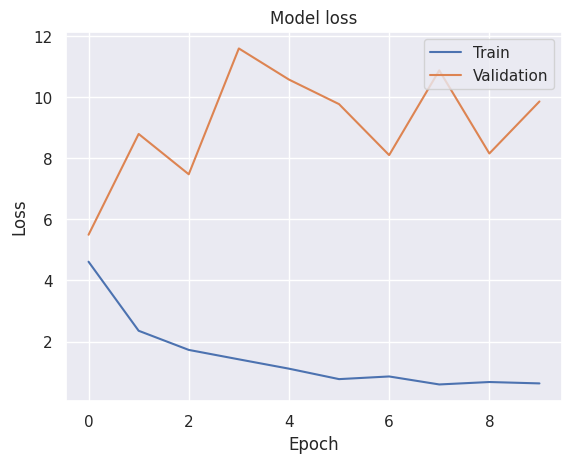 Model loss
Train
Validation
12
10
8
6
4
2
Loss
0 2 4 6 8
Epoch